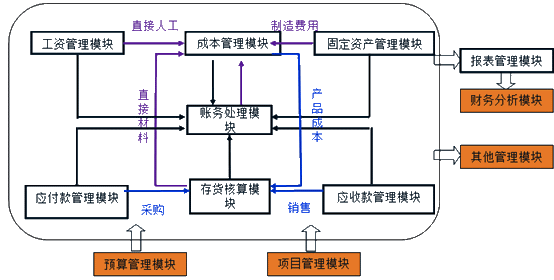 直接人工
制造费用
工资管理模块
成本管理模块
固定资产管理模块
报表管理模块
直接材料
产品成本
财务分析模块
账务处理模
块
其他管理模块
应付款管理模块
存货核算模
块
应收款管理模块
采购
销售
预算管理模块
项目管理模块